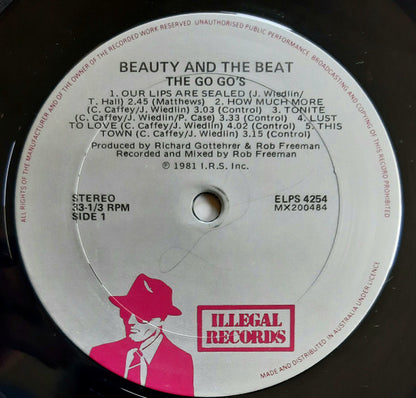 ALL RIGHTS OF THE MANUFACTURER AND OF THE OWNER OF THE RECORDED WORK RESERVED UNAUTHORISED PUBLIC PERFORMANCE, BROADCASTING AND COPYING OF THIS RECORD PROHIBITED
BEAUTY AND THE BEAT
THE GO GO'S
1. OUR LIPS ARE SEALED (J. Wiedlin/
T. Hall) 2.45 (Matthews) 2. HOW MUCH MORE
(C. Caffey/J. Wiedlin) 3.03 (Control) 3. TONITE
(C. Caffey/J. Wiedlin/P. Case) 3.33 (Control) 4. LUST
TO LOVE (C. Caffey/J. Wiedlin) 4.02 (Control) 5. THIS
TOWN (C. Caffey/J. Wiedlin) 3.15 (Control)
Produced by Richard Gottehrer & Rob Freeman
Recorded and Mixed by Rob Freeman
℗ 1981 I.R.S. Inc.
STEREO
33-1/3 RPM
SIDE 1
ELPS 4254
MX200484
ILLEGAL
RECORDS
MADE AND DISTRIBUTED IN AUSTRALIA UNDER LICENCE